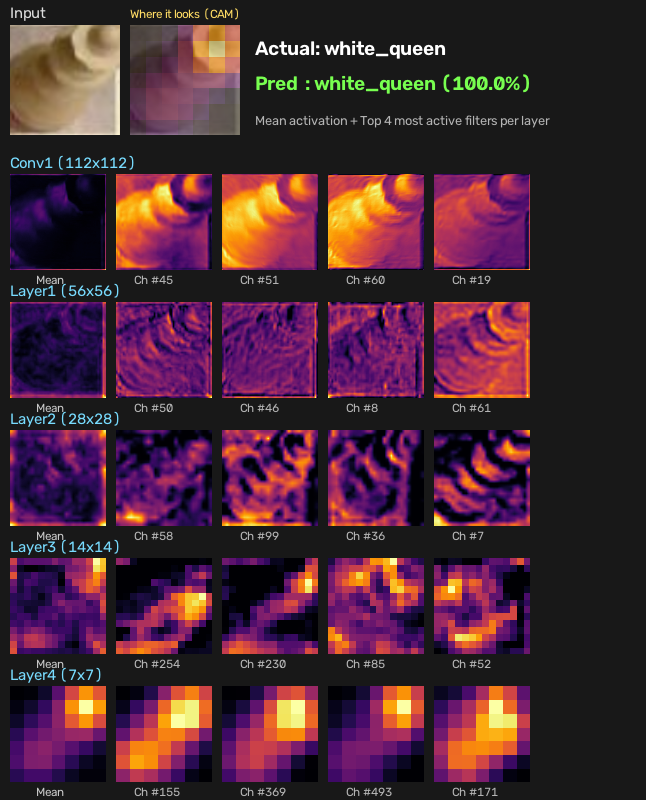 Input
Where it looks (CAM)
Actual: white_queen
Pred : white_queen (100.0%)
Mean activation + Top 4 most active filters per layer
Conv1 (112x112)
Mean Ch #45 Ch #51 Ch #60 Ch #19
Layer1 (56x56)
Mean Ch #50 Ch #46 Ch #8 Ch #61
Layer2 (28x28)
Mean Ch #58 Ch #99 Ch #36 Ch #7
Layer3 (14x14)
Mean Ch #254 Ch #230 Ch #85 Ch #52
Layer4 (7x7)
Mean Ch #155 Ch #369 Ch #493 Ch #171